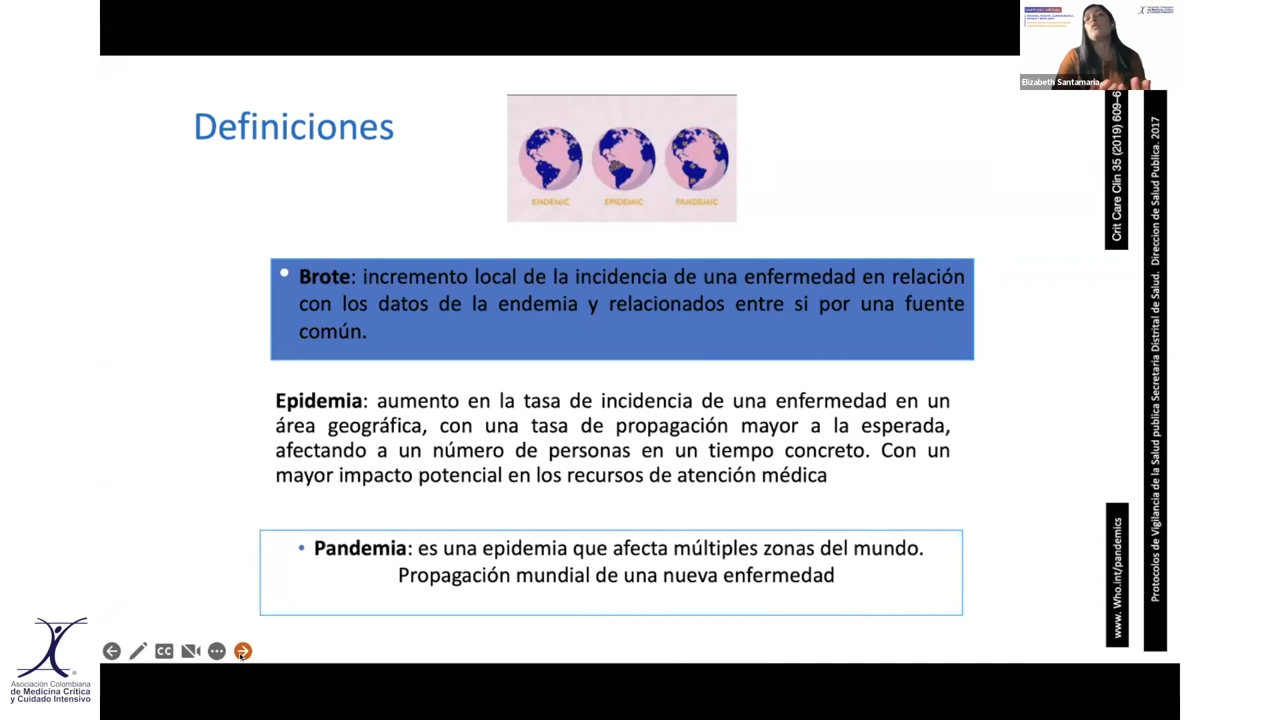 SIMPOSIO VIRTUAL
Elizabeth Santamaria
Definiciones
ENDEMIC
EPIDEMIC
PANDEMIC
• Brote: incremento local de la incidencia de una enfermedad en relación
con los datos de la endemia y relacionados entre si por una fuente
común.
Epidemia: aumento en la tasa de incidencia de una enfermedad en un
área geográfica, con una tasa de propagación mayor a la esperada,
afectando a un número de personas en un tiempo concreto. Con un
mayor impacto potencial en los recursos de atención médica
• Pandemia: es una epidemia que afecta múltiples zonas del mundo.
Propagación mundial de una nueva enfermedad
Crit Care Clin 35 (2019) 609–6
www. Who.int/pandemics
Protocolos de Vigilancia de la Salud publica Secretaria Distrital de Salud. Direccion de Salud Publica. 2017
CC
Asociación Colombiana
de Medicina Crítica
y Cuidado Intensivo